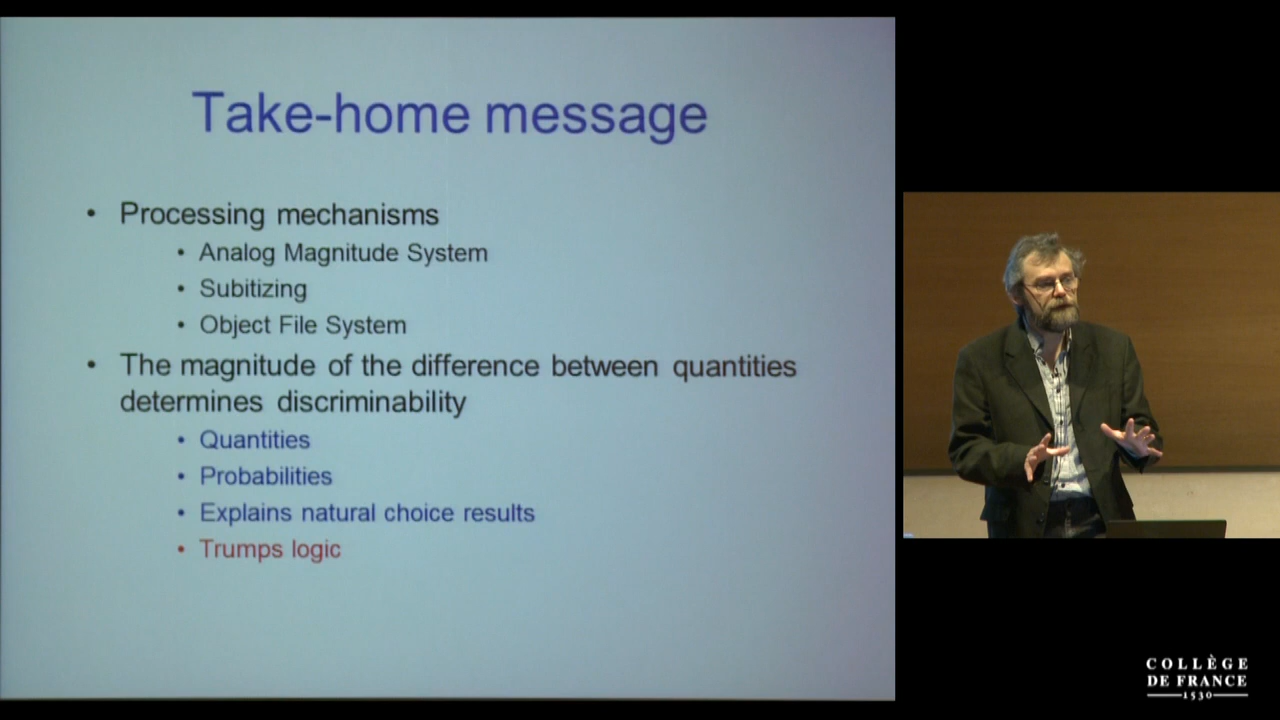 Take-home message
• Processing mechanisms
• Analog Magnitude System
• Subitizing
• Object File System
• The magnitude of the difference between quantities
determines discriminability
• Quantities
• Probabilities
• Explains natural choice results
• Trumps logic
COLLÈGE
DE FRANCE
1530